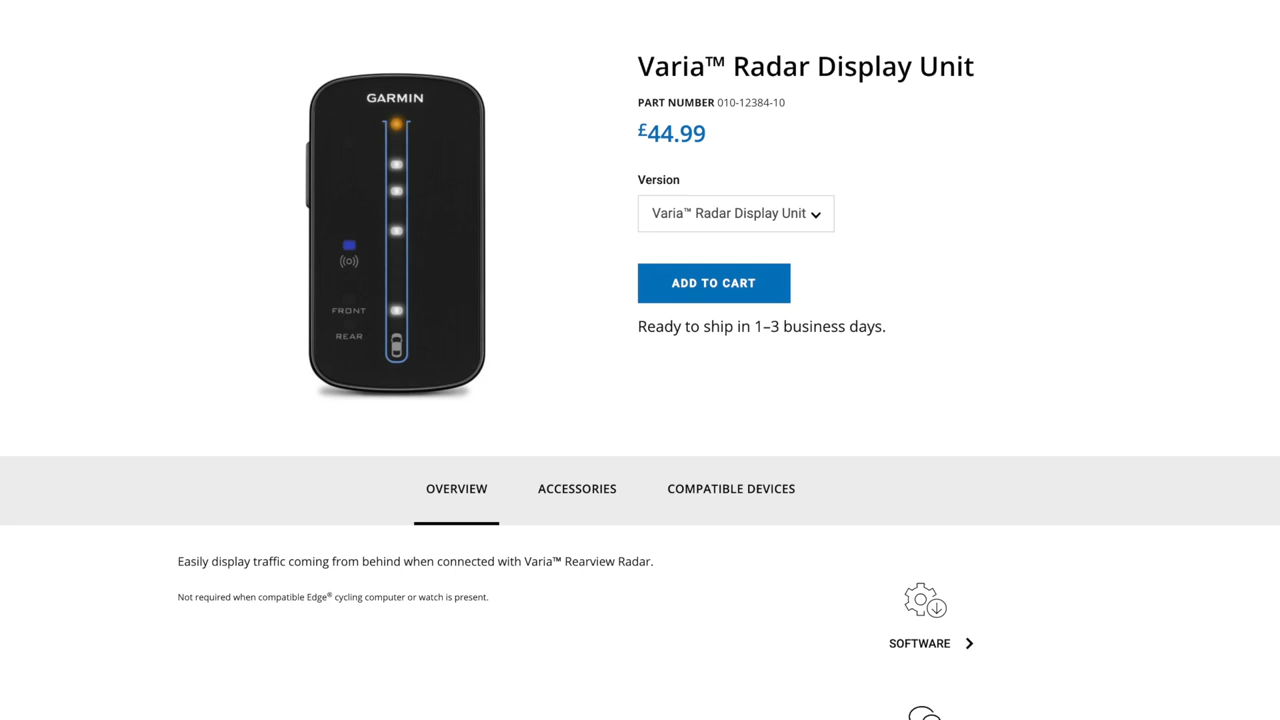 GARMIN
FRONT
REAR
Varia™ Radar Display Unit
PART NUMBER 010-12384-10
£44.99
Version
Varia™ Radar Display Unit
ADD TO CART
Ready to ship in 1–3 business days.
OVERVIEW ACCESSORIES COMPATIBLE DEVICES
Easily display traffic coming from behind when connected with Varia™ Rearview Radar.
Not required when compatible Edge® cycling computer or watch is present.
SOFTWARE